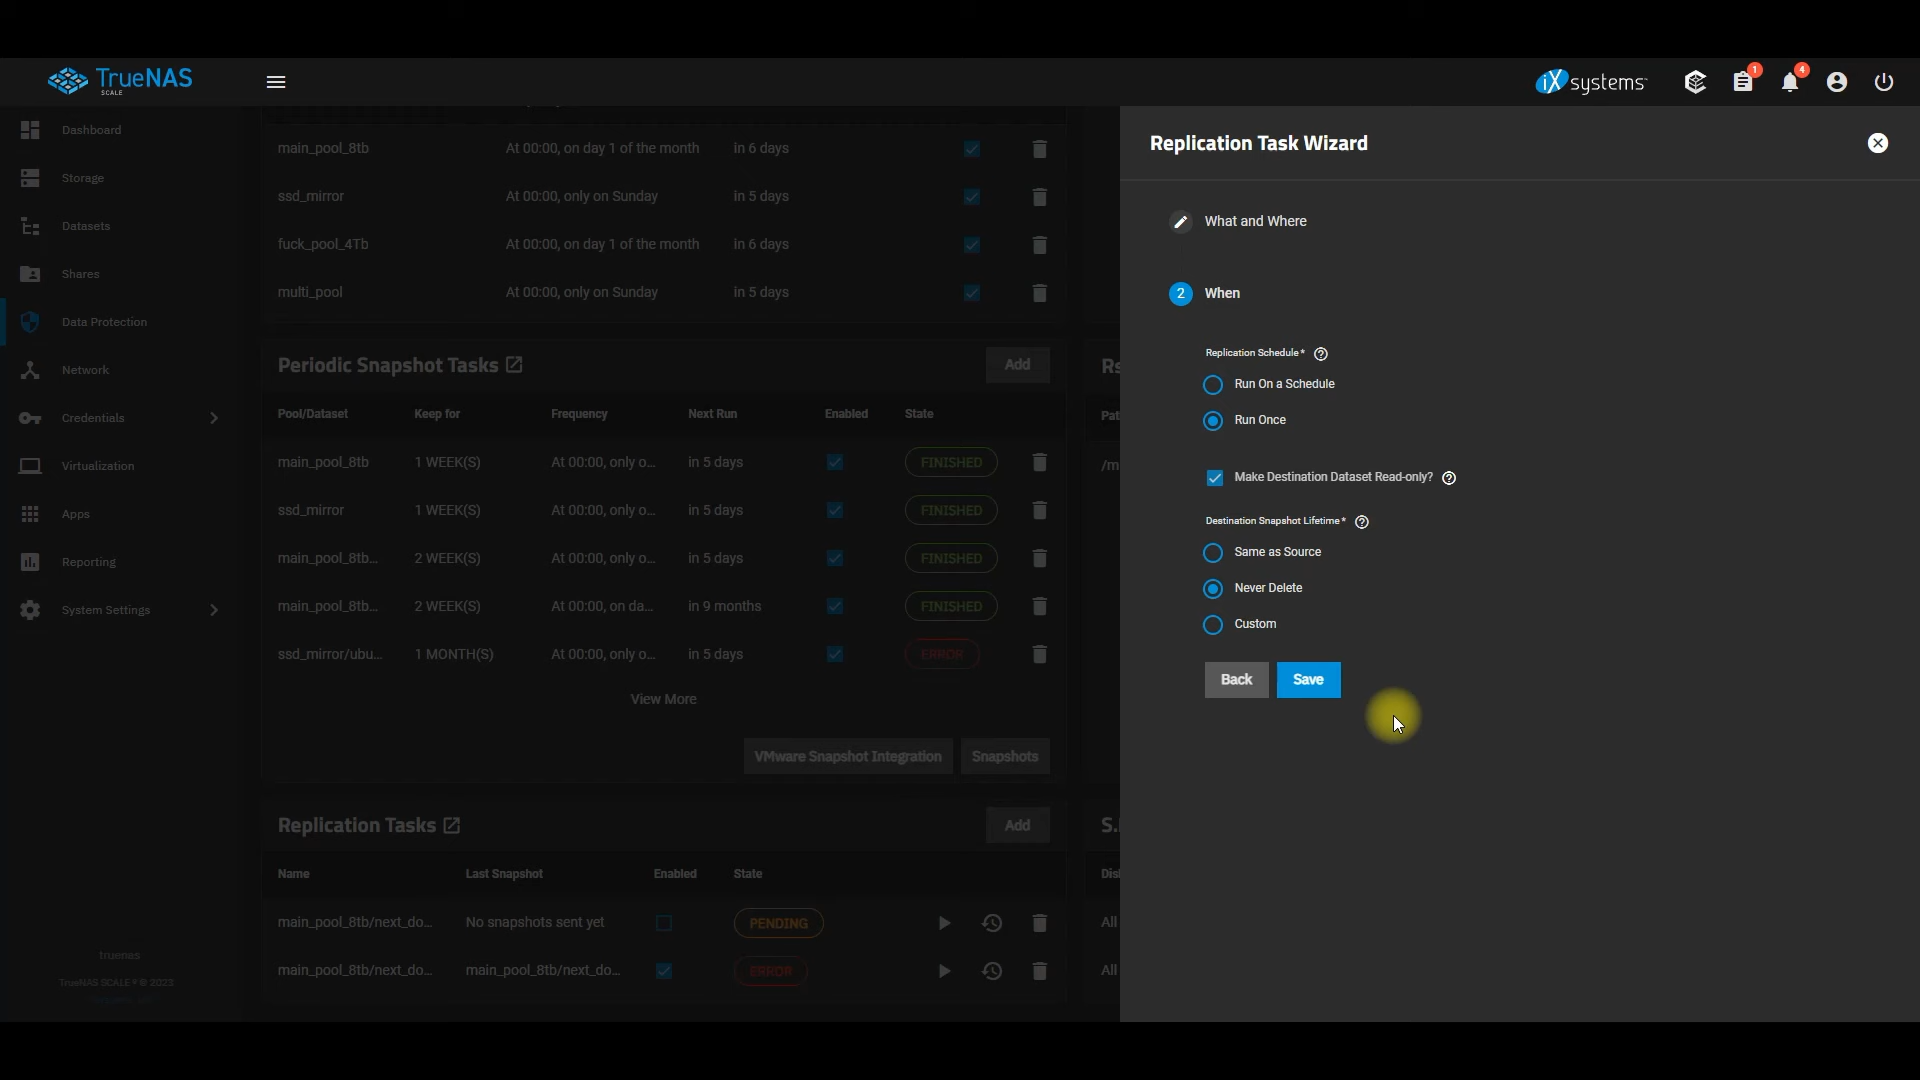 TrueNAS
SCALE
iXsystems
1
4
Dashboard
Storage
Datasets
Shares
Data Protection
Network
Credentials
Virtualization
Apps
Reporting
System Settings
truenas
TrueNAS SCALE ® © 2023
main_pool_8tb At 00:00, on day 1 of the month in 6 days
ssd_mirror At 00:00, only on Sunday in 5 days
fuck_pool_4Tb At 00:00, on day 1 of the month in 6 days
multi_pool At 00:00, only on Sunday in 5 days
Periodic Snapshot Tasks Add
Pool/Dataset Keep for Frequency Next Run Enabled State
main_pool_8tb 1 WEEK(S) At 00:00, only o... in 5 days FINISHED
ssd_mirror 1 WEEK(S) At 00:00, only o... in 5 days FINISHED
main_pool_8tb... 2 WEEK(S) At 00:00, only o... in 5 days FINISHED
main_pool_8tb... 2 WEEK(S) At 00:00, on da... in 9 months FINISHED
ssd_mirror/ubu... 1 MONTH(S) At 00:00, only o... in 5 days ERROR
View More
VMware Snapshot Integration Snapshots
Replication Tasks Add
Name Last Snapshot Enabled State
main_pool_8tb/next_do... No snapshots sent yet PENDING
main_pool_8tb/next_do... main_pool_8tb/next_do... ERROR
Rs
Pat
/m
S.
Dis
All
All
Replication Task Wizard
What and Where
2 When
Replication Schedule *
Run On a Schedule
Run Once
Make Destination Dataset Read-only?
Destination Snapshot Lifetime *
Same as Source
Never Delete
Custom
Back Save